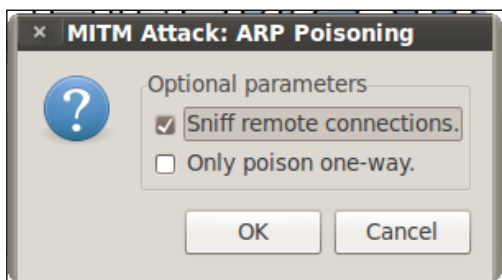 MITM Attack: ARP Poisoning
Optional parameters
Sniff remote connections.
Only poison one-way.
OK
Cancel